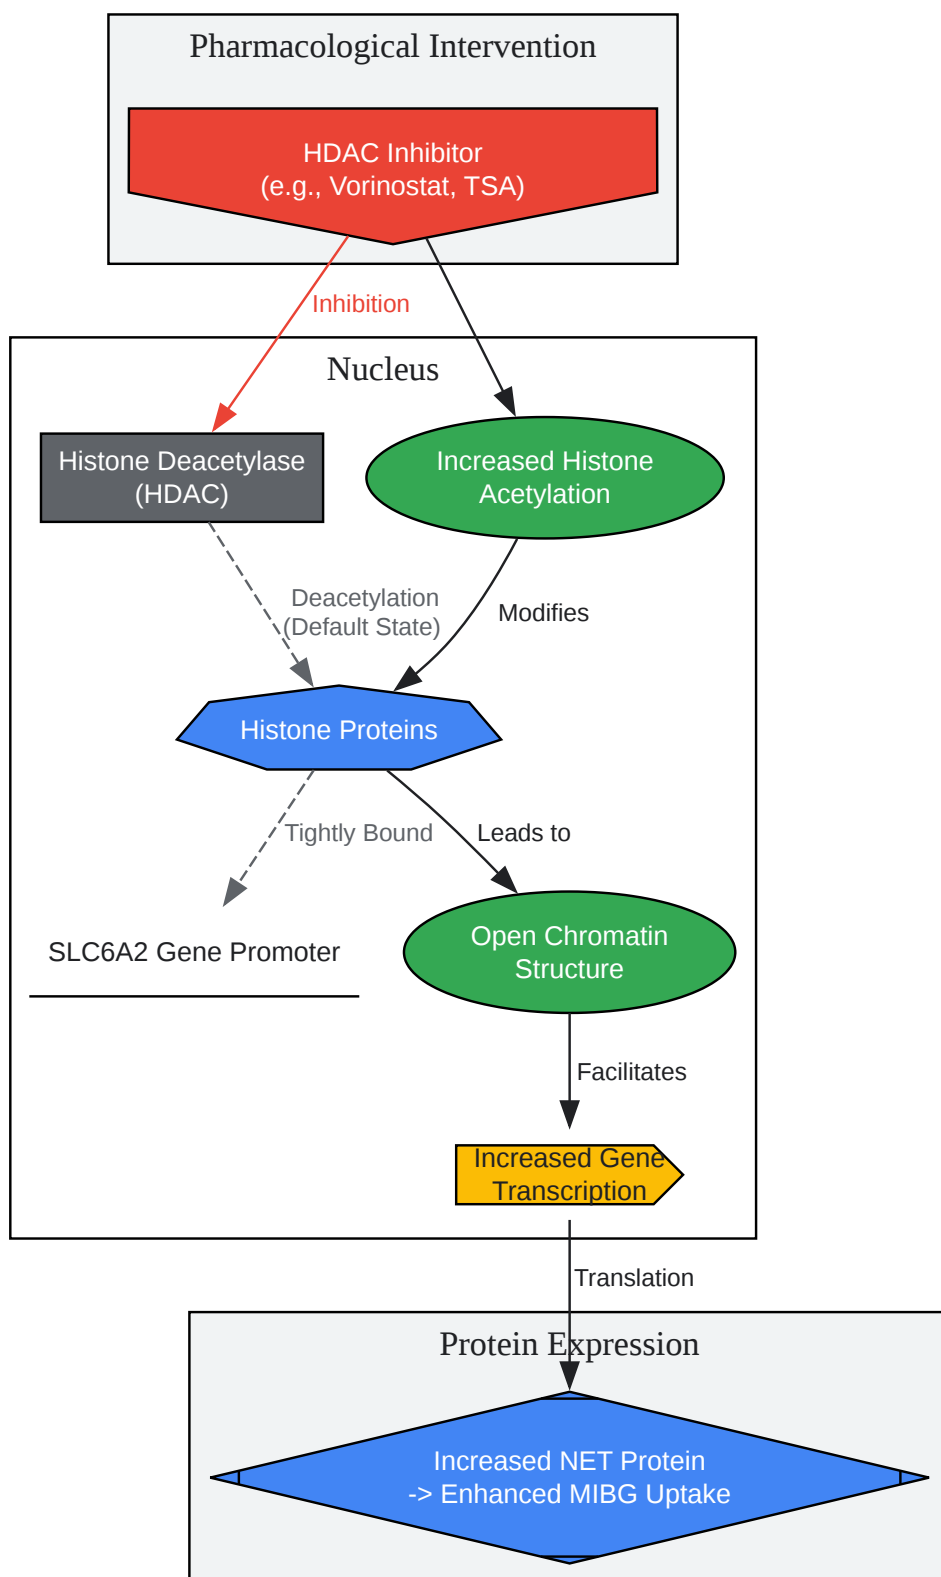 Pharmacological Intervention
HDAC Inhibitor
(e.g., Vorinostat, TSA)
Inhibition
Nucleus
Histone Deacetylase
(HDAC)
Increased Histone
Acetylation
Deacetylation
(Default State)
Modifies
Histone Proteins
Tightly Bound
Leads to
SLC6A2 Gene Promoter
Open Chromatin
Structure
Facilitates
Increased Gene
Transcription
Translation
Protein Expression
Increased NET Protein
-> Enhanced MIBG Uptake